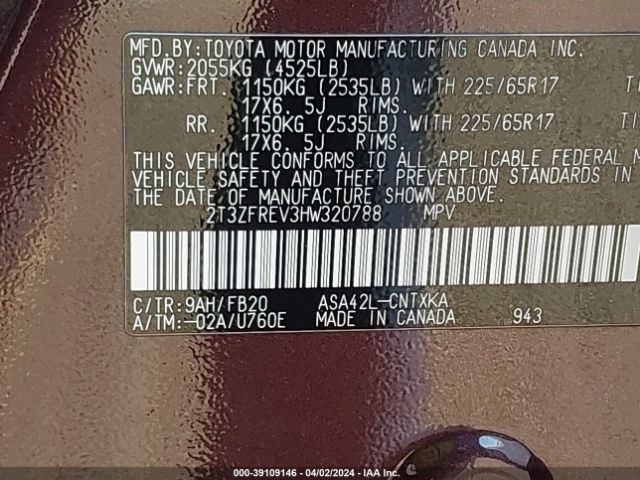 MFD.BY:TOYOTA MOTOR MANUFACTURING CANADA INC.
GVWR:2055KG (4525LB)
GAWR:FRT. 1150KG (2535LB) WITH 225/65R17 TI
17X6. 5J RIMS.
RR. 1150KG (2535LB) WITH 225/65R17 TI
17X6. 5J RIMS.
THIS VEHICLE CONFORMS TO ALL APPLICABLE FEDERAL M
VEHICLE SAFETY AND THEFT PREVENTION STANDARDS IN
THE DATE OF MANUFACTURE SHOWN ABOVE.
2T3ZFREV3HW320788 MPV
C/TR:9AH/FB20 ASA42L-CNTXKA
A/TM:-02A/U760E MADE IN CANADA 943
000-39109146 - 04/02/2024 - IAA Inc.